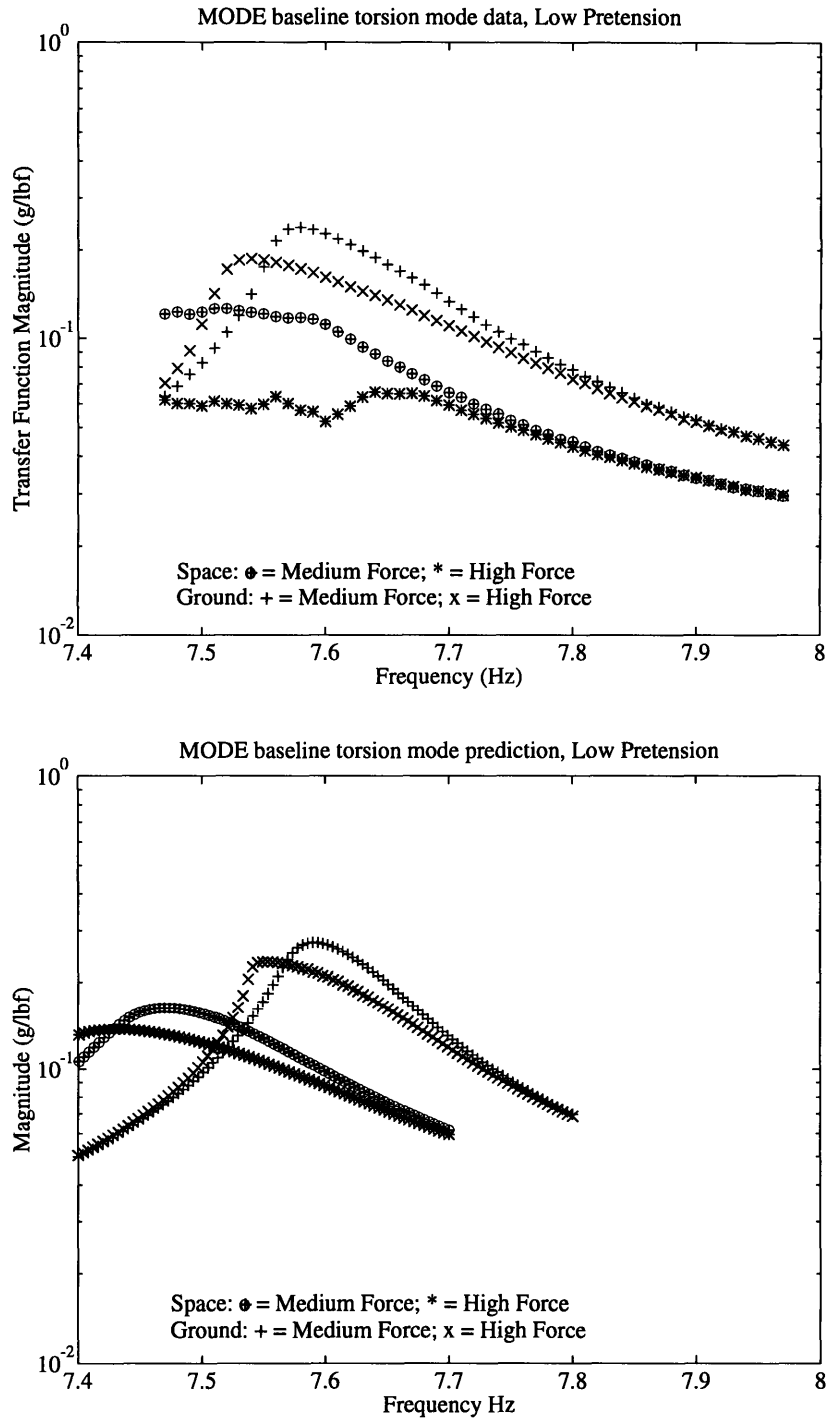 MODE baseline torsion mode data, Low Pretension
10^0
10^-1
10^-2
Transfer Function Magnitude (g/lbf)
Space: ⊕ = Medium Force; * = High Force
Ground: + = Medium Force; x = High Force
7.4 7.5 7.6 7.7 7.8 7.9 8
Frequency (Hz)
MODE baseline torsion mode prediction, Low Pretension
10^0
10^-1
10^-2
Magnitude (g/lbf)
Space: ⊕ = Medium Force; * = High Force
Ground: + = Medium Force; x = High Force
7.4 7.5 7.6 7.7 7.8 7.9 8
Frequency Hz